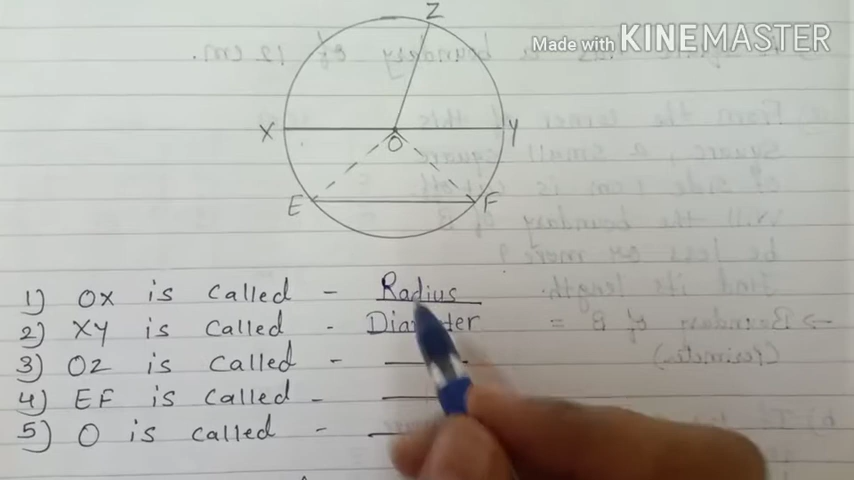 Made with KINEMASTER
Z
X
Y
O
E
F
1) OX is called - Radius
2) XY is called - Diameter
3) OZ is called -
4) EF is called -
5) O is called -